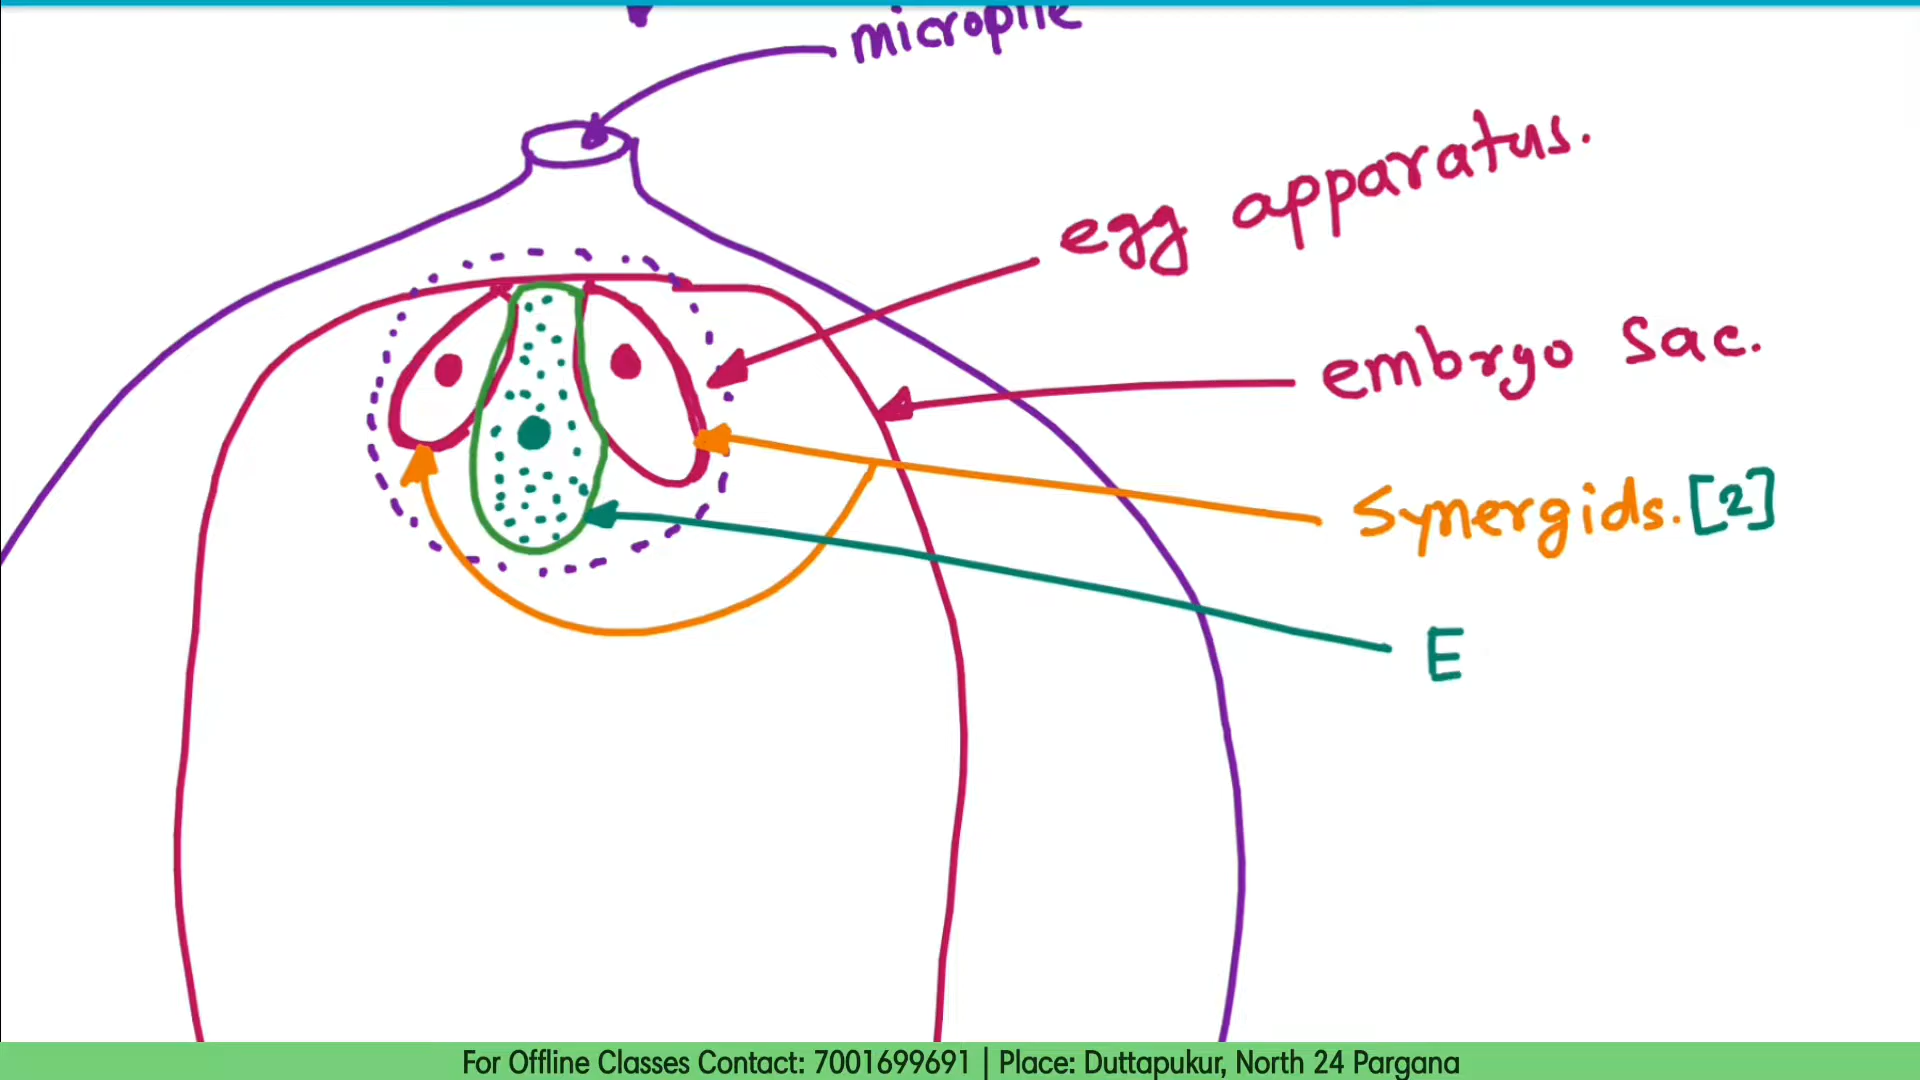 micropile
egg apparatus.
embryo sac.
Synergids. [2]
E
For Offline Classes Contact: 7001699691 | Place: Duttapukur, North 24 Pargana